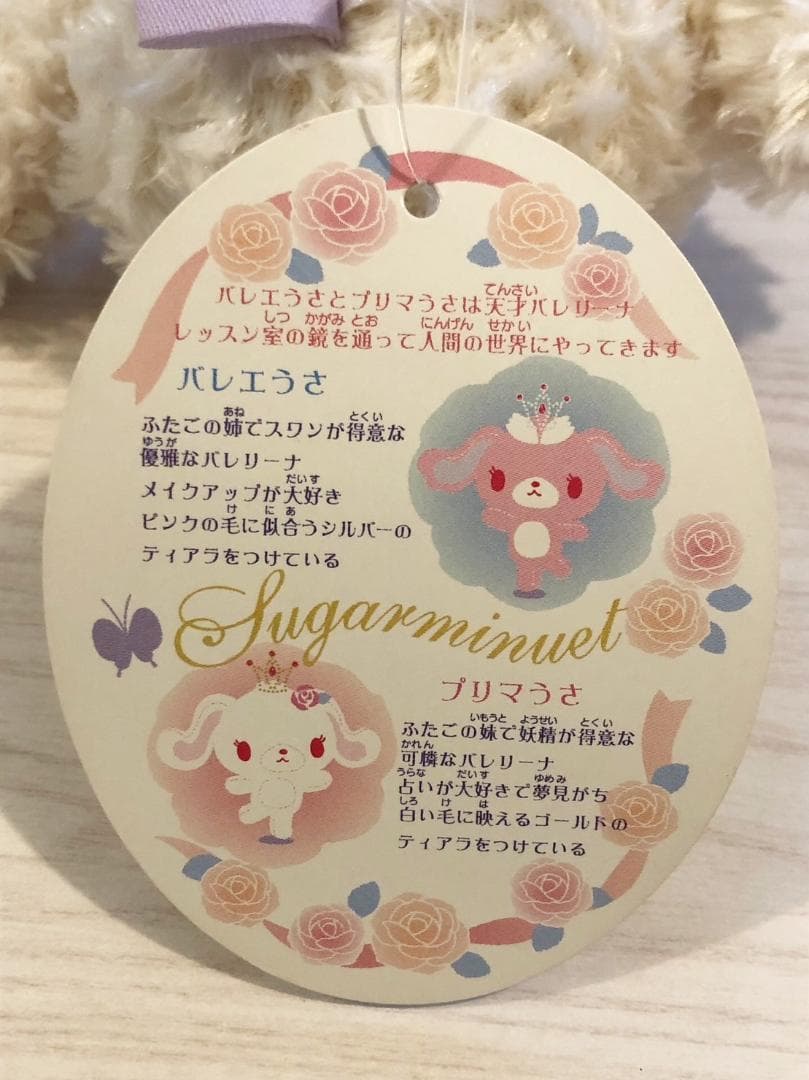 バレエうさとプリマうさは天才バレリーナ
レッスン室の鏡を通って人間の世界にやってきます
バレエうさ
ふたごの姉でスワンが得意な
優雅なバレリーナ
メイクアップが大好き
ピンクの毛に似合うシルバーの
ティアラをつけている
Sugarminuet
プリマうさ
ふたごの妹で妖精が得意な
可憐なバレリーナ
占いが大好きで夢見がち
白い毛に映えるゴールドの
ティアラをつけている